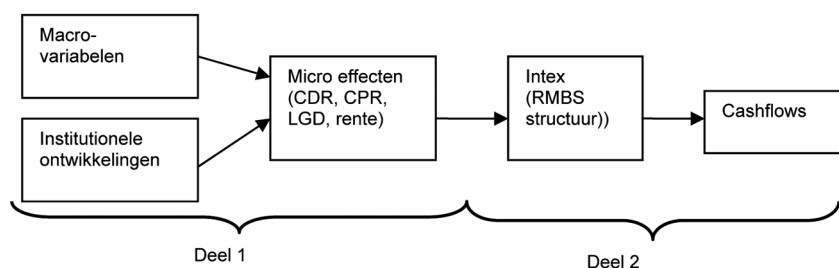 Macro-
variabelen
Institutionele
ontwikkelingen
Micro effecten
(CDR, CPR,
LGD, rente)
Intex
(RMBS
structuur))
Cashflows
Deel 1
Deel 2